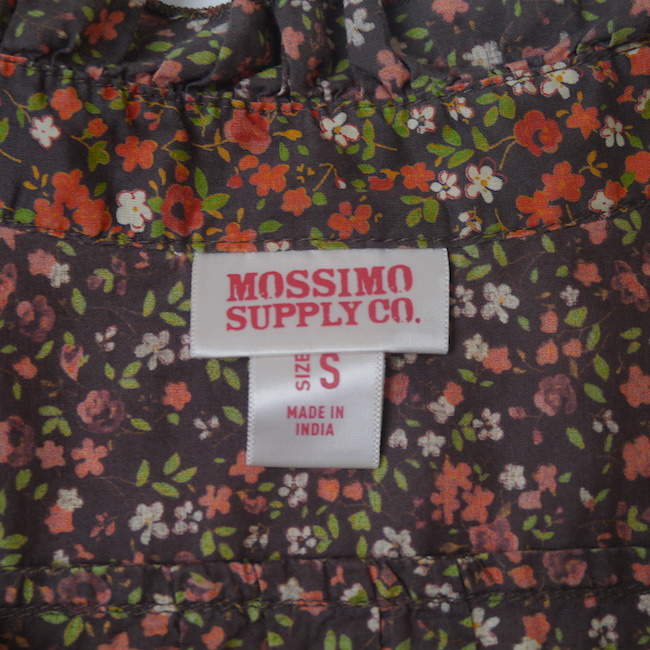 MOSSIMO
SUPPLY CO.
SIZE S
MADE IN
INDIA